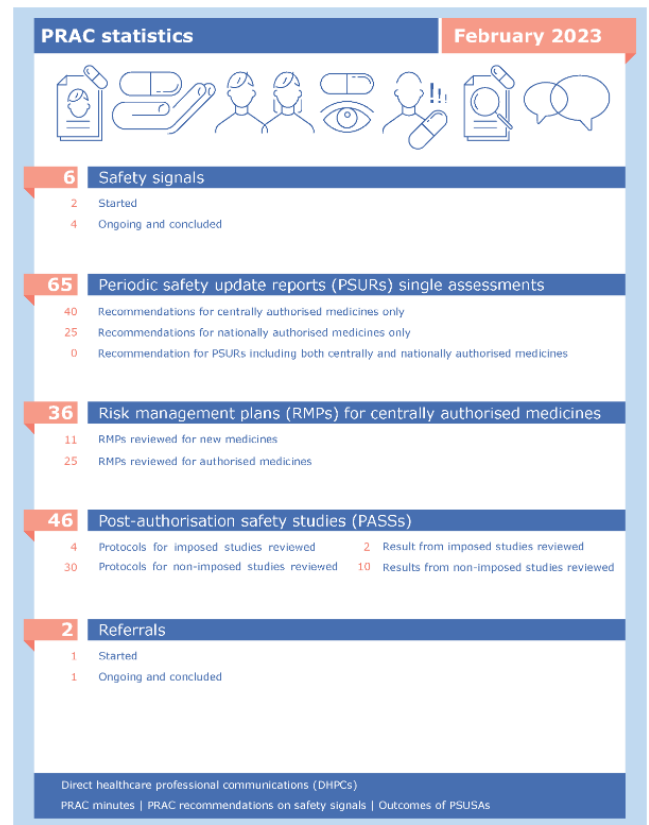 PRAC statistics
February 2023
!!!
6 Safety signals
2 Started
4 Ongoing and concluded
65 Periodic safety update reports (PSURs) single assessments
40 Recommendations for centrally authorised medicines only
25 Recommendations for nationally authorised medicines only
0 Recommendation for PSURs including both centrally and nationally authorised medicines
36 Risk management plans (RMPs) for centrally authorised medicines
11 RMPs reviewed for new medicines
25 RMPs reviewed for authorised medicines
46 Post-authorisation safety studies (PASSs)
4 Protocols for imposed studies reviewed
30 Protocols for non-imposed studies reviewed
2 Result from imposed studies reviewed
10 Results from non-imposed studies reviewed
2 Referrals
1 Started
1 Ongoing and concluded
Direct healthcare professional communications (DHPCs)
PRAC minutes | PRAC recommendations on safety signals | Outcomes of PSUSAs